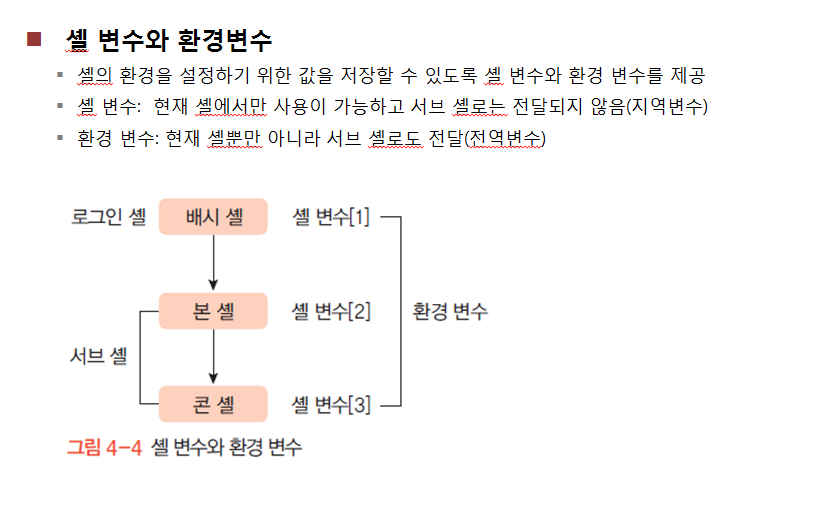 셸 변수와 환경변수
셸의 환경을 설정하기 위한 값을 저장할 수 있도록 셸 변수와 환경 변수를 제공
셸 변수: 현재 셸에서만 사용이 가능하고 서브 셸로는 전달되지 않음(지역변수)
환경 변수: 현재 셸뿐만 아니라 서브 셸로도 전달(전역변수)
로그인 셸 배시 셸 셸 변수[1]
본 셸 셸 변수[2] 환경 변수
서브 셸
콘 셸 셸 변수[3]
그림 4-4 셸 변수와 환경 변수